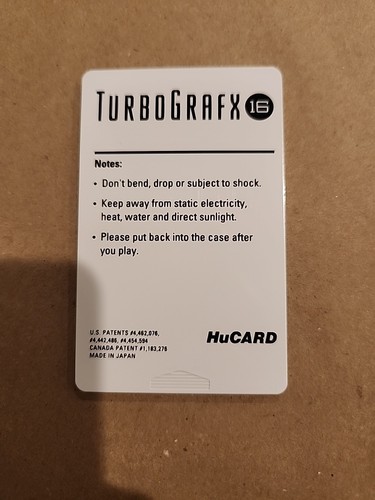 TURBOGRAFX 16
Notes:
• Don't bend, drop or subject to shock.
• Keep away from static electricity,
heat, water and direct sunlight.
• Please put back into the case after
you play.
U.S. PATENTS #4,462,076,
#4,442,486, #4,454,594
CANADA PATENT #1,183,276
MADE IN JAPAN
HuCARD